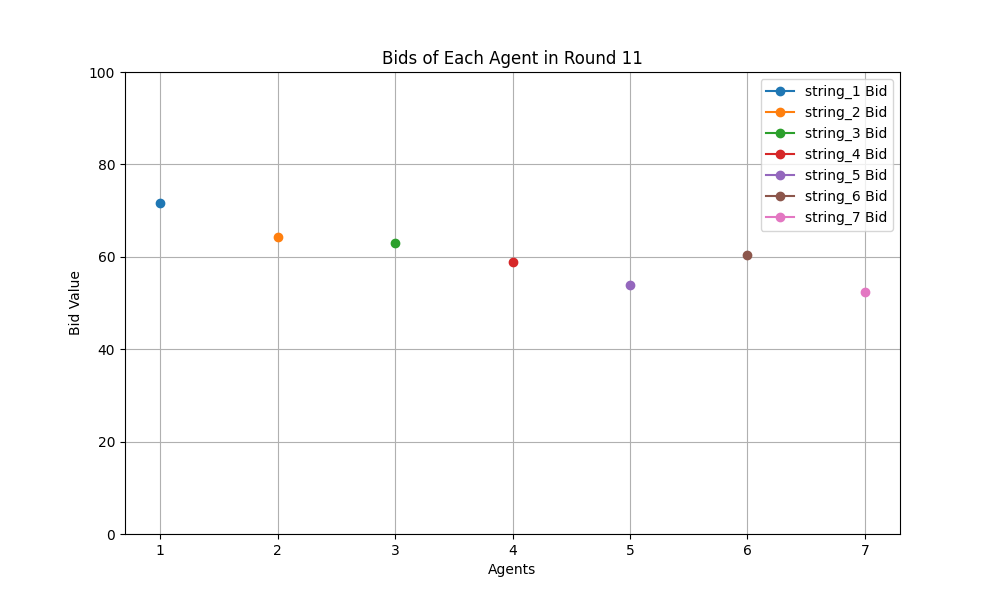 Bids of Each Agent in Round 11
100
80
60
40
20
0
Bid Value
string_1 Bid
string_2 Bid
string_3 Bid
string_4 Bid
string_5 Bid
string_6 Bid
string_7 Bid
1 2 3 4 5 6 7
Agents